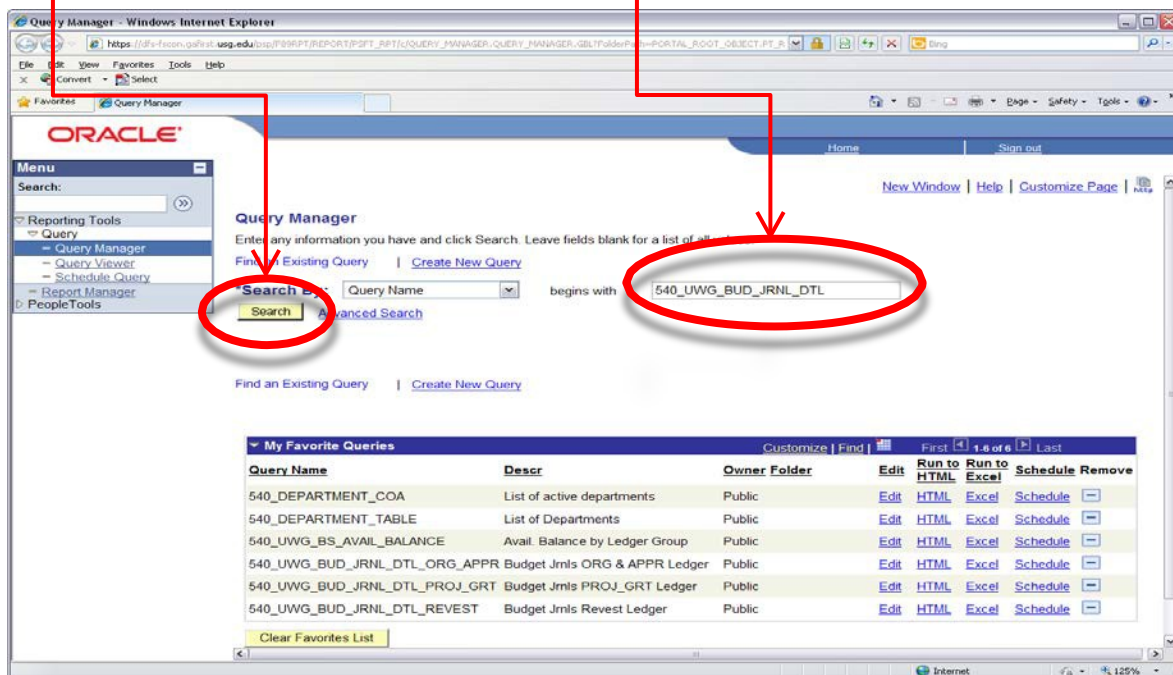 Query Manager - Windows Internet Explorer
https://dfs-fscon.gafirst.usg.edu/psp/F89RPT/REPORT/PSFT_RPT/c/QUERY_MANAGER.QUERY_MANAGER.GBL?FolderPath=PORTAL_ROOT_OBJECT.PT_R Bing
File Edit View Favorites Tools Help
x Convert Select
Favorites Query Manager Page Safety Tools
ORACLE
Home Sign out
Menu
New Window | Help | Customize Page |
Search:
Reporting Tools
Query
Query Manager
Query Viewer
Schedule Query
Report Manager
PeopleTools
Query Manager
Enter any information you have and click Search. Leave fields blank for a list of all
Find an Existing Query | Create New Query
*Search By: Query Name begins with 540_UWG_BUD_JRNL_DTL
Search Advanced Search
Find an Existing Query | Create New Query
My Favorite Queries Customize | Find | First 1-6 of 6 Last
Query Name Descr Owner Folder Edit Run to HTML Run to Excel Schedule Remove
540_DEPARTMENT_COA List of active departments Public Edit HTML Excel Schedule
540_DEPARTMENT_TABLE List of Departments Public Edit HTML Excel Schedule
540_UWG_BS_AVAIL_BALANCE Avail. Balance by Ledger Group Public Edit HTML Excel Schedule
540_UWG_BUD_JRNL_DTL_ORG_APPR Budget Jrnls ORG & APPR Ledger Public Edit HTML Excel Schedule
540_UWG_BUD_JRNL_DTL_PROJ_GRT Budget Jrnls PROJ_GRT Ledger Public Edit HTML Excel Schedule
540_UWG_BUD_JRNL_DTL_REVEST Budget Jrnls Revest Ledger Public Edit HTML Excel Schedule
Clear Favorites List
Internet 125%